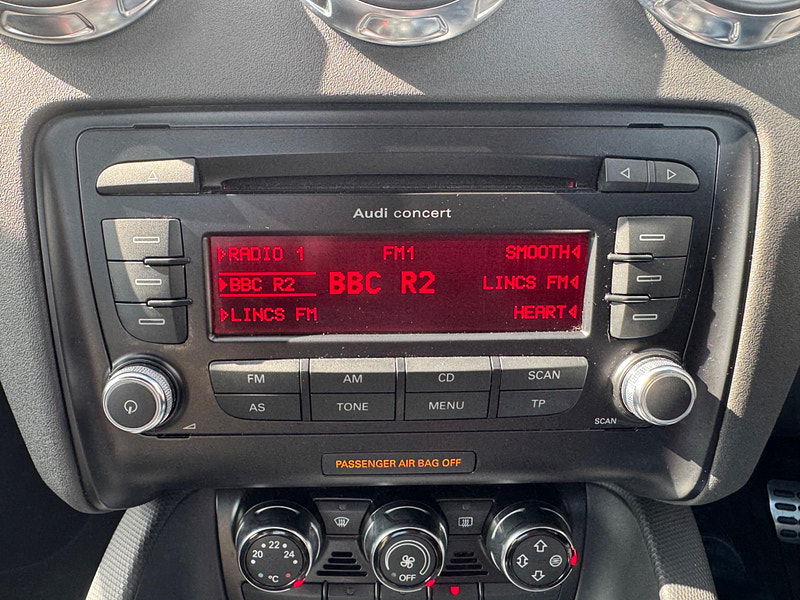 Audi concert
RADIO 1 FM1 SMOOTH
BBC R2 BBC R2 LINCS FM
LINCS FM HEART
FM AM CD SCAN
AS TONE MENU TP
SCAN
PASSENGER AIR BAG OFF
20 22 24
°C
OFF